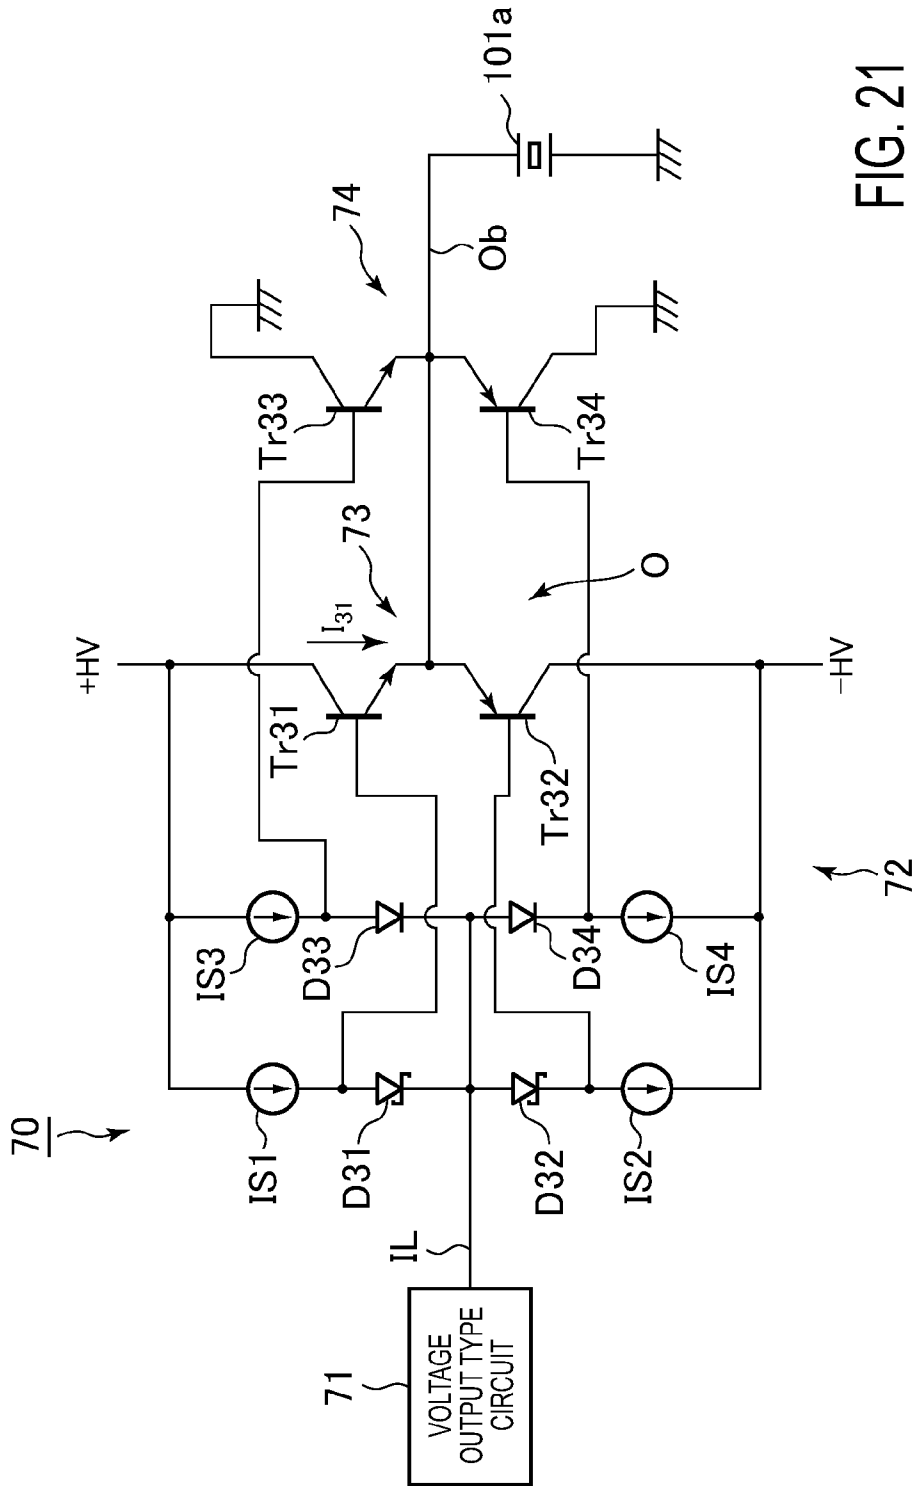 FIG. 21
70
72
+HV
−HV
IS1
IS3
D31
D33
D32
D34
IS2
IS4
71
VOLTAGE
OUTPUT TYPE
CIRCUIT
IL
Tr31
Tr32
I31
73
O
Tr33
Tr34
74
Ob
101a